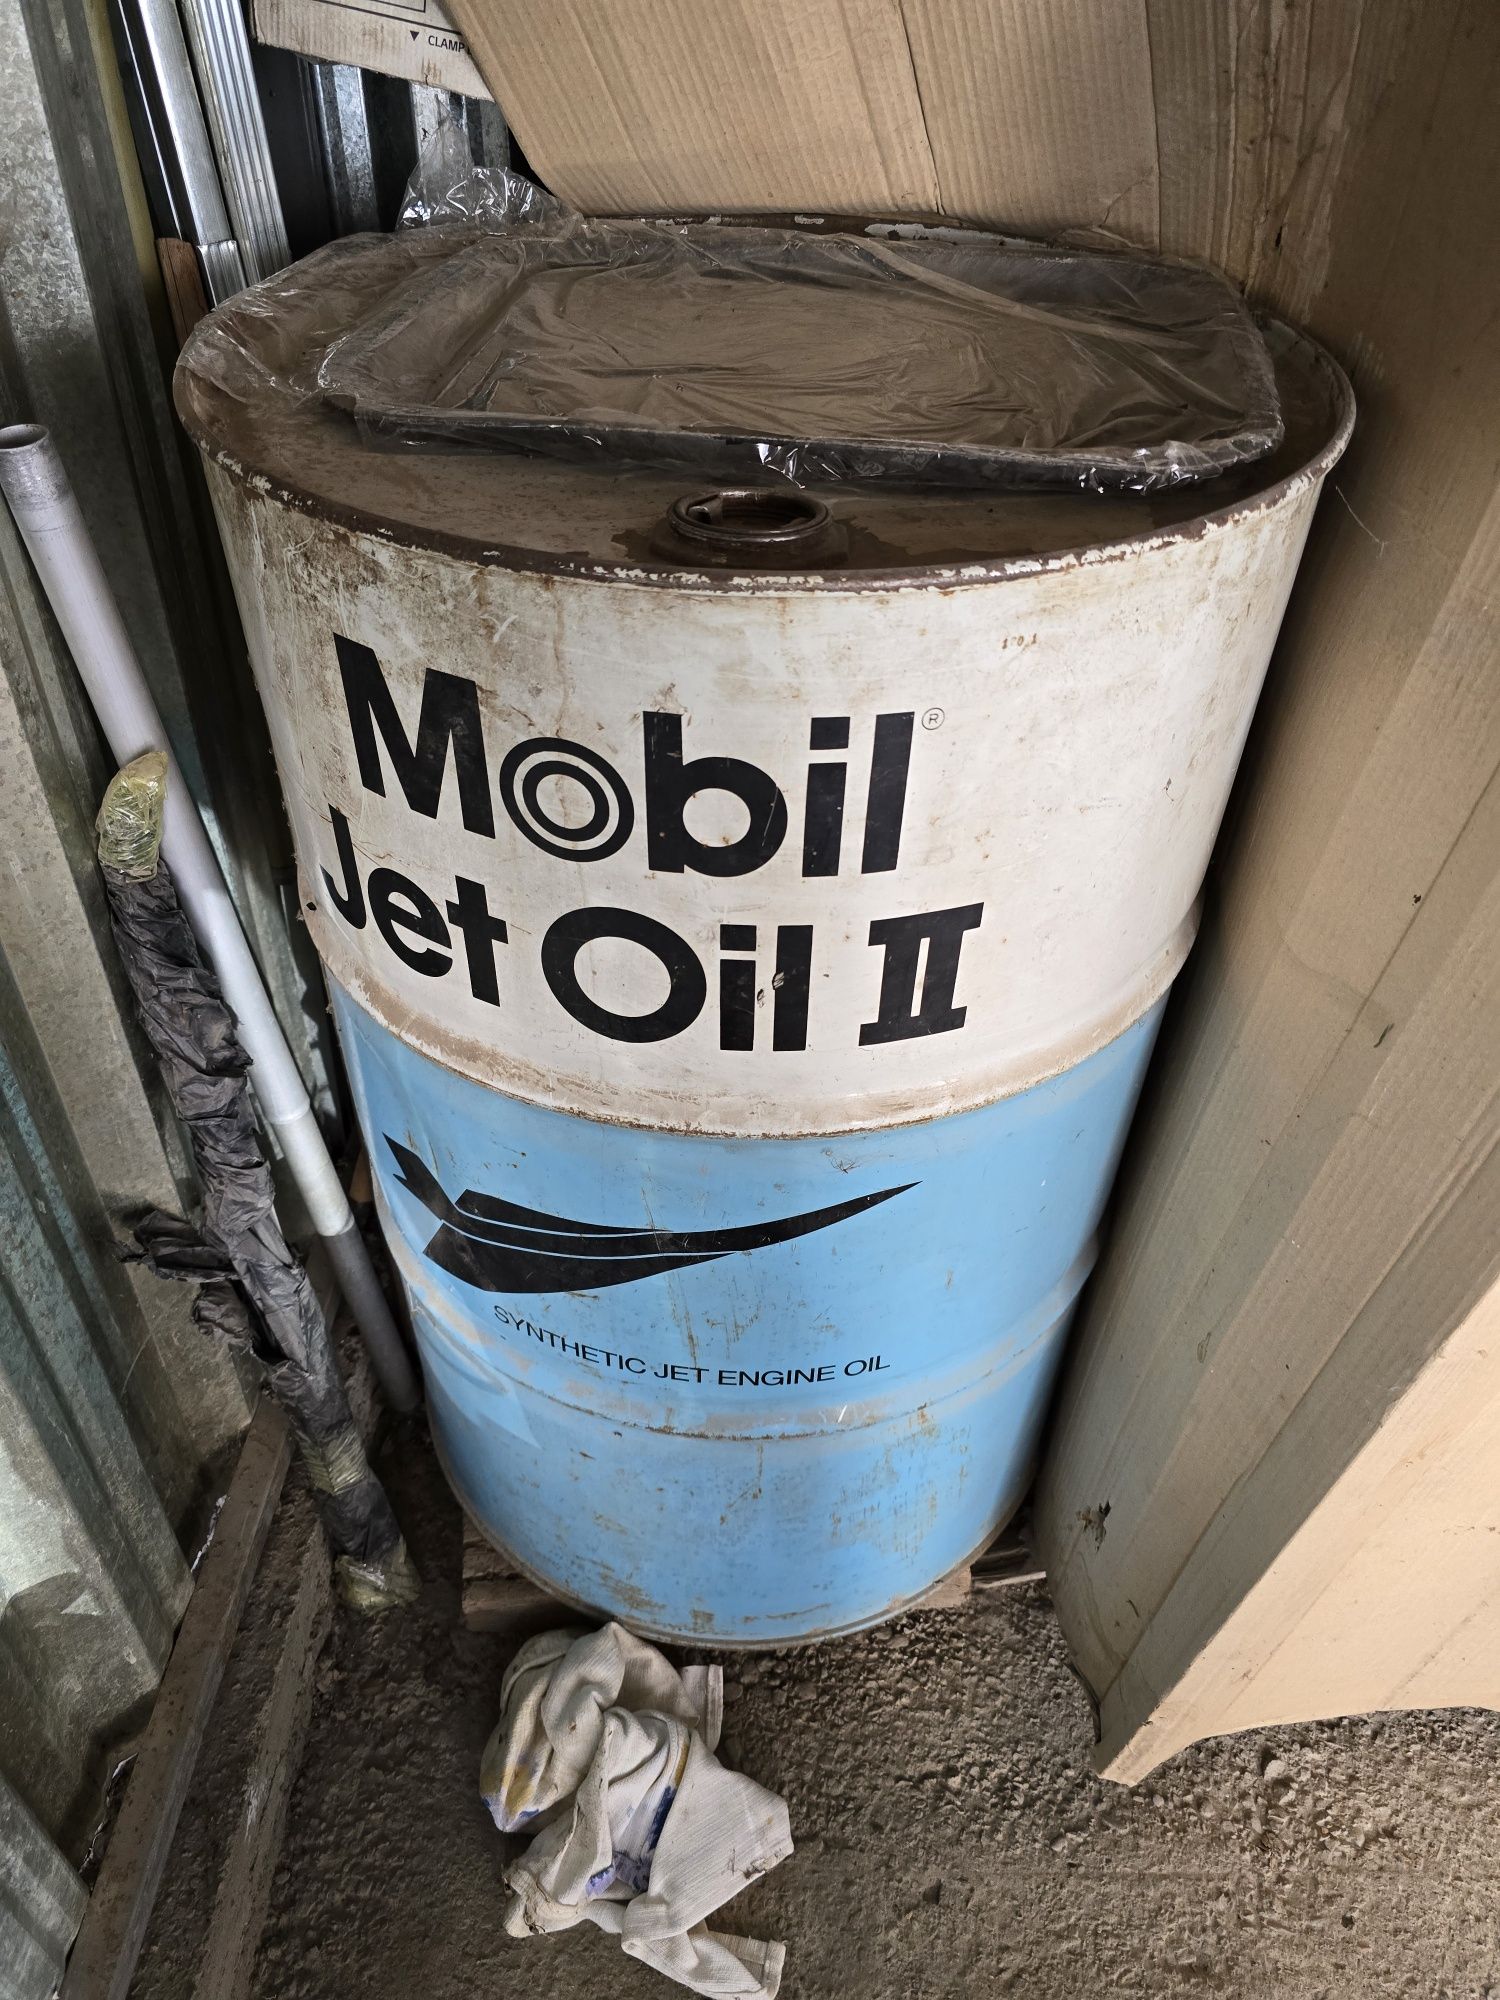 ▼ CLAMP
Mobil®
Jet Oil II
SYNTHETIC JET ENGINE OIL